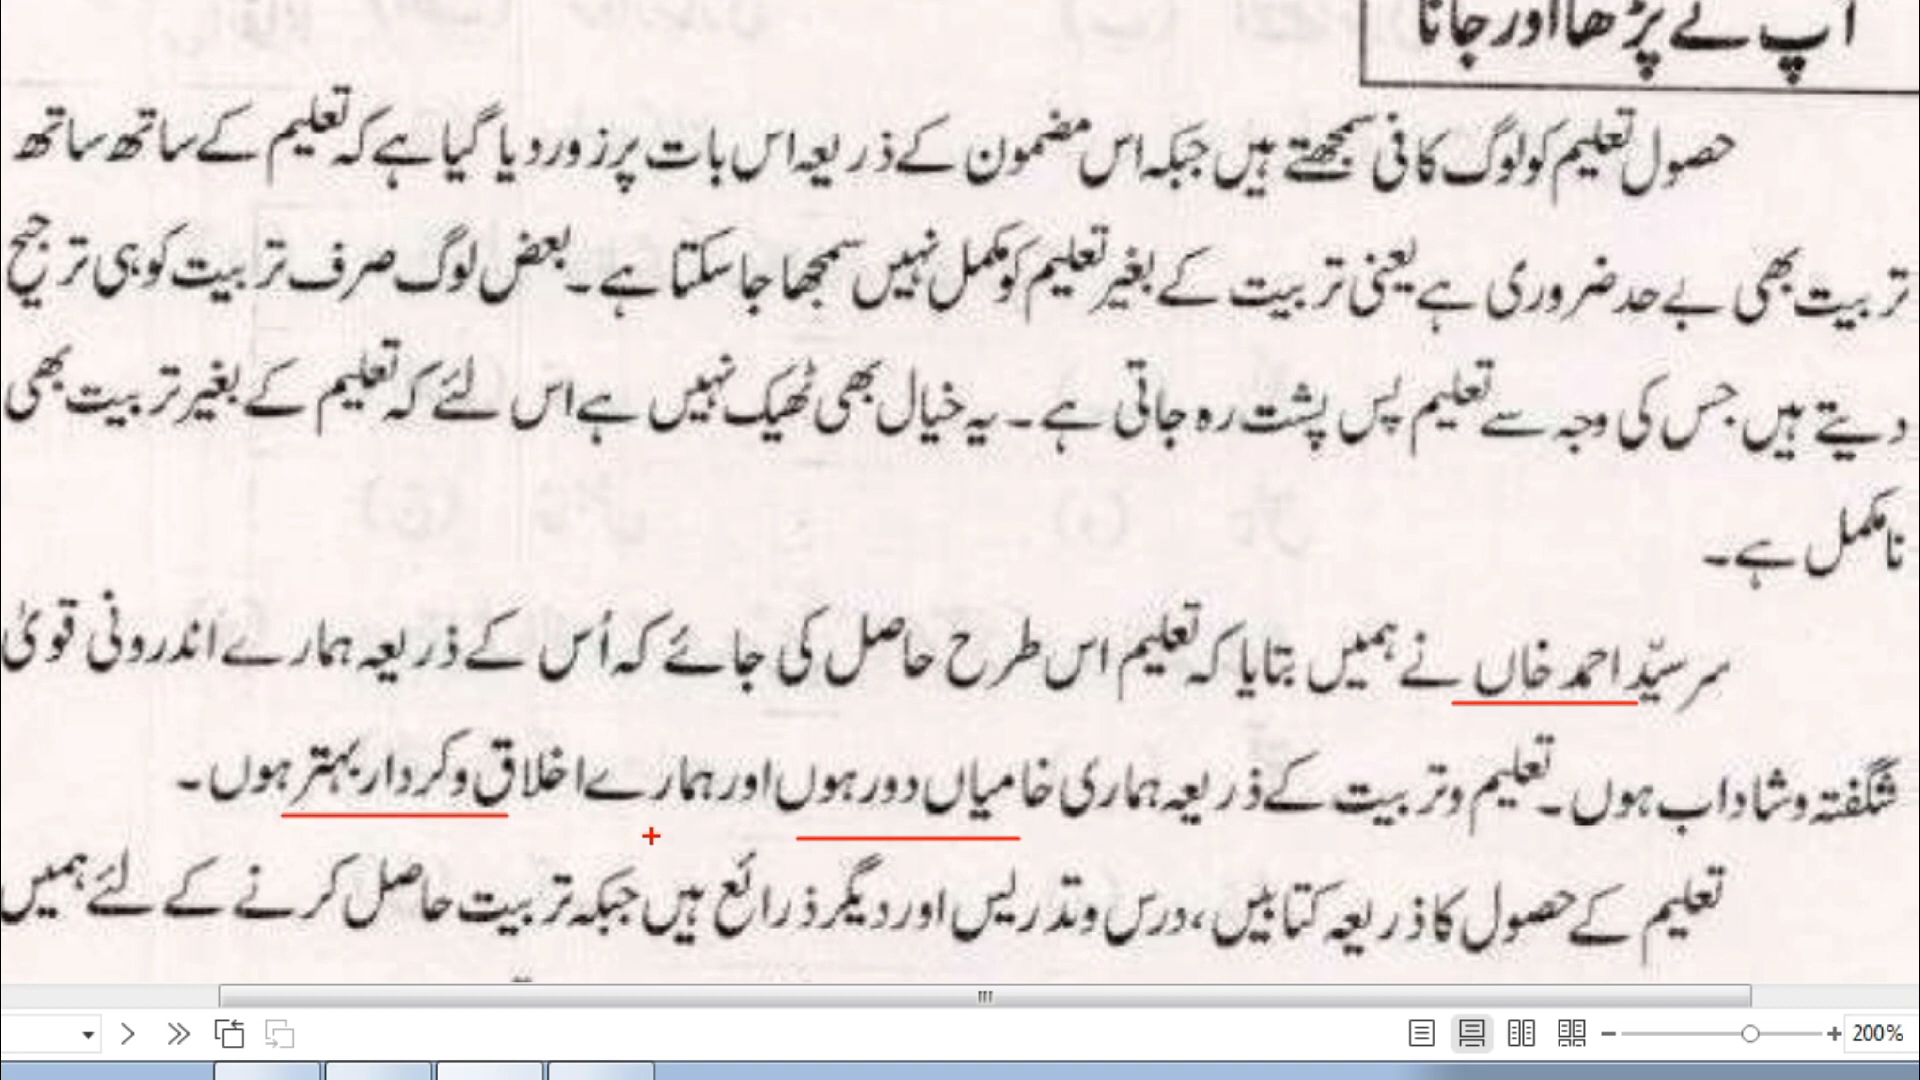 آپ نے پڑھا اور جانا
حصول تعلیم کو لوگ کافی سمجھتے ہیں جبکہ اس مضمون کے ذریعہ اس بات پر زور دیا گیا ہے کہ تعلیم کے ساتھ ساتھ
تربیت بھی بے حد ضروری ہے یعنی تربیت کے بغیر تعلیم کو مکمل نہیں سمجھا جا سکتا ہے۔ بعض لوگ صرف تربیت کو ہی ترجیح
دیتے ہیں جس کی وجہ سے تعلیم پس پشت رہ جاتی ہے۔ یہ خیال بھی ٹھیک نہیں ہے اس لئے کہ تعلیم کے بغیر تربیت بھی
نامکمل ہے۔
سر سیّد احمد خاں نے ہمیں بتایا کہ تعلیم اس طرح حاصل کی جائے کہ اُس کے ذریعہ ہمارے اندرونی قویٰ
شگفتہ و شاداب ہوں۔ تعلیم و تربیت کے ذریعہ ہماری خامیاں دور ہوں اور ہمارے اخلاق و کردار بہتر ہوں۔
تعلیم کے حصول کا ذریعہ کتابیں، درس و تدریس اور دیگر ذرائع ہیں جبکہ تربیت حاصل کرنے کے لئے ہمیں
200%